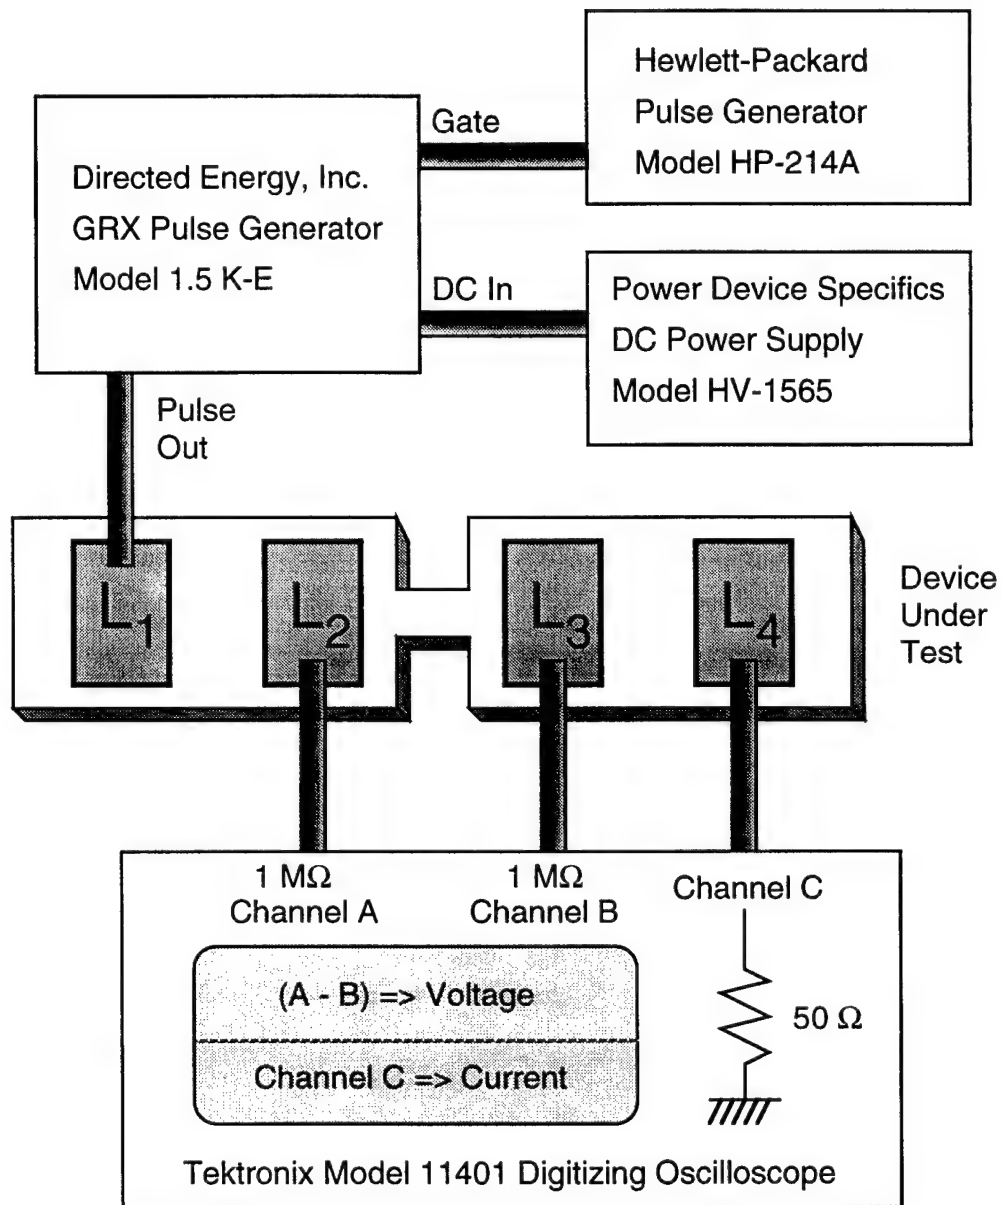 Hewlett-Packard
Pulse Generator
Model HP-214A
Gate
Directed Energy, Inc.
GRX Pulse Generator
Model 1.5 K-E
DC In
Power Device Specifics
DC Power Supply
Model HV-1565
Pulse
Out
L1
L2
L3
L4
Device
Under
Test
1 MΩ
Channel A
1 MΩ
Channel B
Channel C
(A - B) => Voltage
50 Ω
Channel C => Current
Tektronix Model 11401 Digitizing Oscilloscope